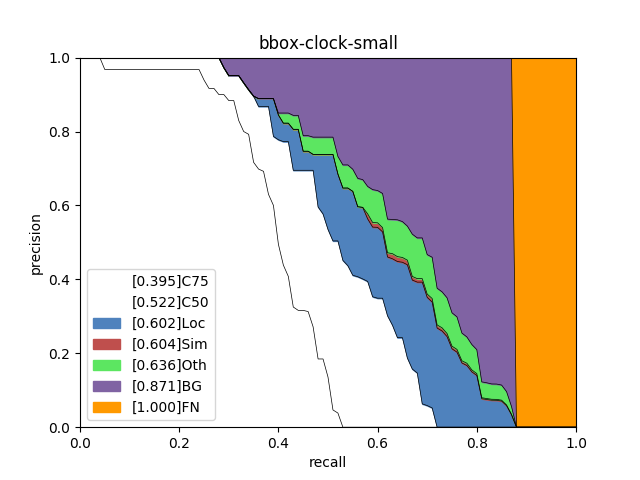 bbox-clock-small
1.0
0.8
0.6
0.4
0.2
0.0
precision
[0.395]C75
[0.522]C50
[0.602]Loc
[0.604]Sim
[0.636]Oth
[0.871]BG
[1.000]FN
0.0 0.2 0.4 0.6 0.8 1.0
recall